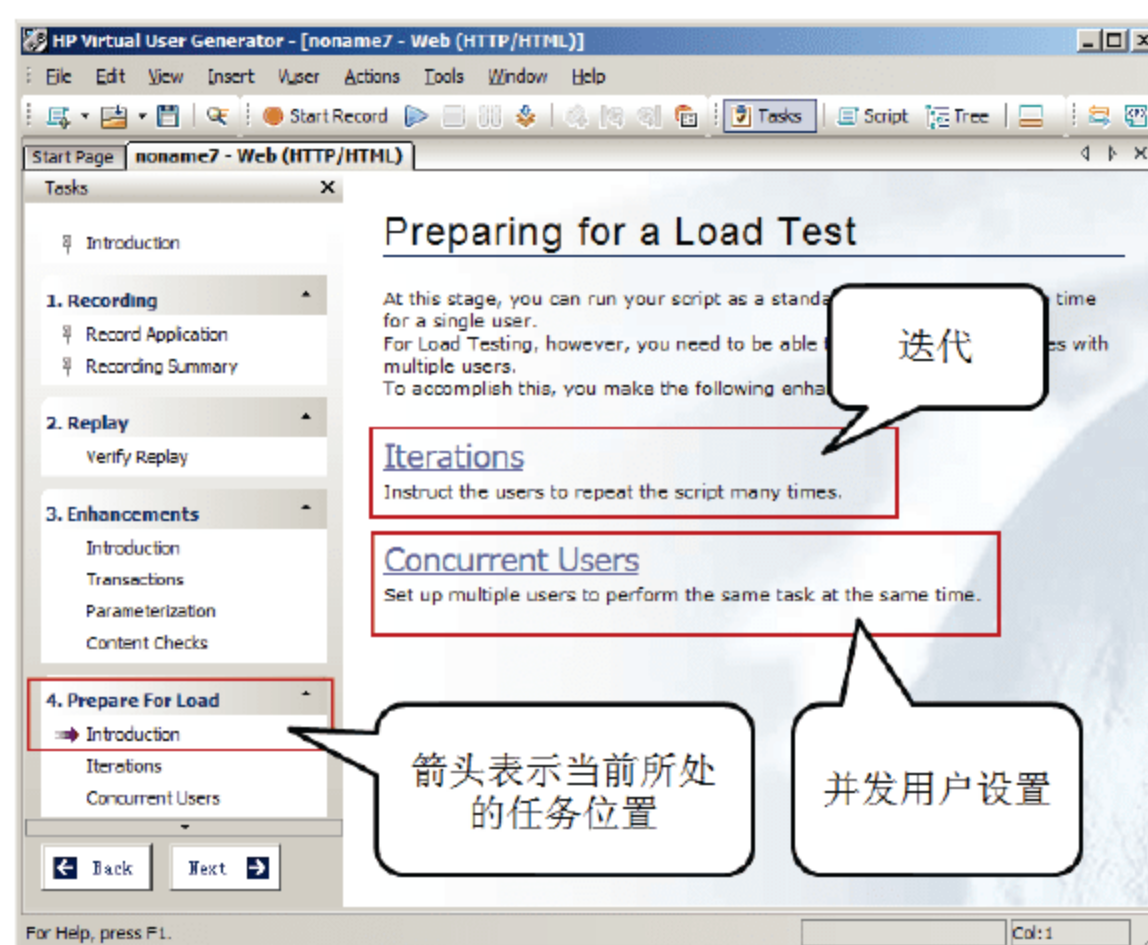 HP Virtual User Generator - [noname7 - Web (HTTP/HTML)]
File Edit View Insert Vuser Actions Tools Window Help
Start Record Tasks Script Tree
Start Page noname7 - Web (HTTP/HTML)
Tasks
Introduction
1. Recording
Record Application
Recording Summary
2. Replay
Verify Replay
3. Enhancements
Introduction
Transactions
Parameterization
Content Checks
4. Prepare For Load
Introduction
Iterations
Concurrent Users
Back Next
Preparing for a Load Test
At this stage, you can run your script as a time
for a single user.
For Load Testing, however, you need to be able with
multiple users.
To accomplish this, you make the following
迭代
Iterations
Instruct the users to repeat the script many times.
Concurrent Users
Set up multiple users to perform the same task at the same time.
箭头表示当前所处
的任务位置
并发用户设置
For Help, press F1.
Col:1